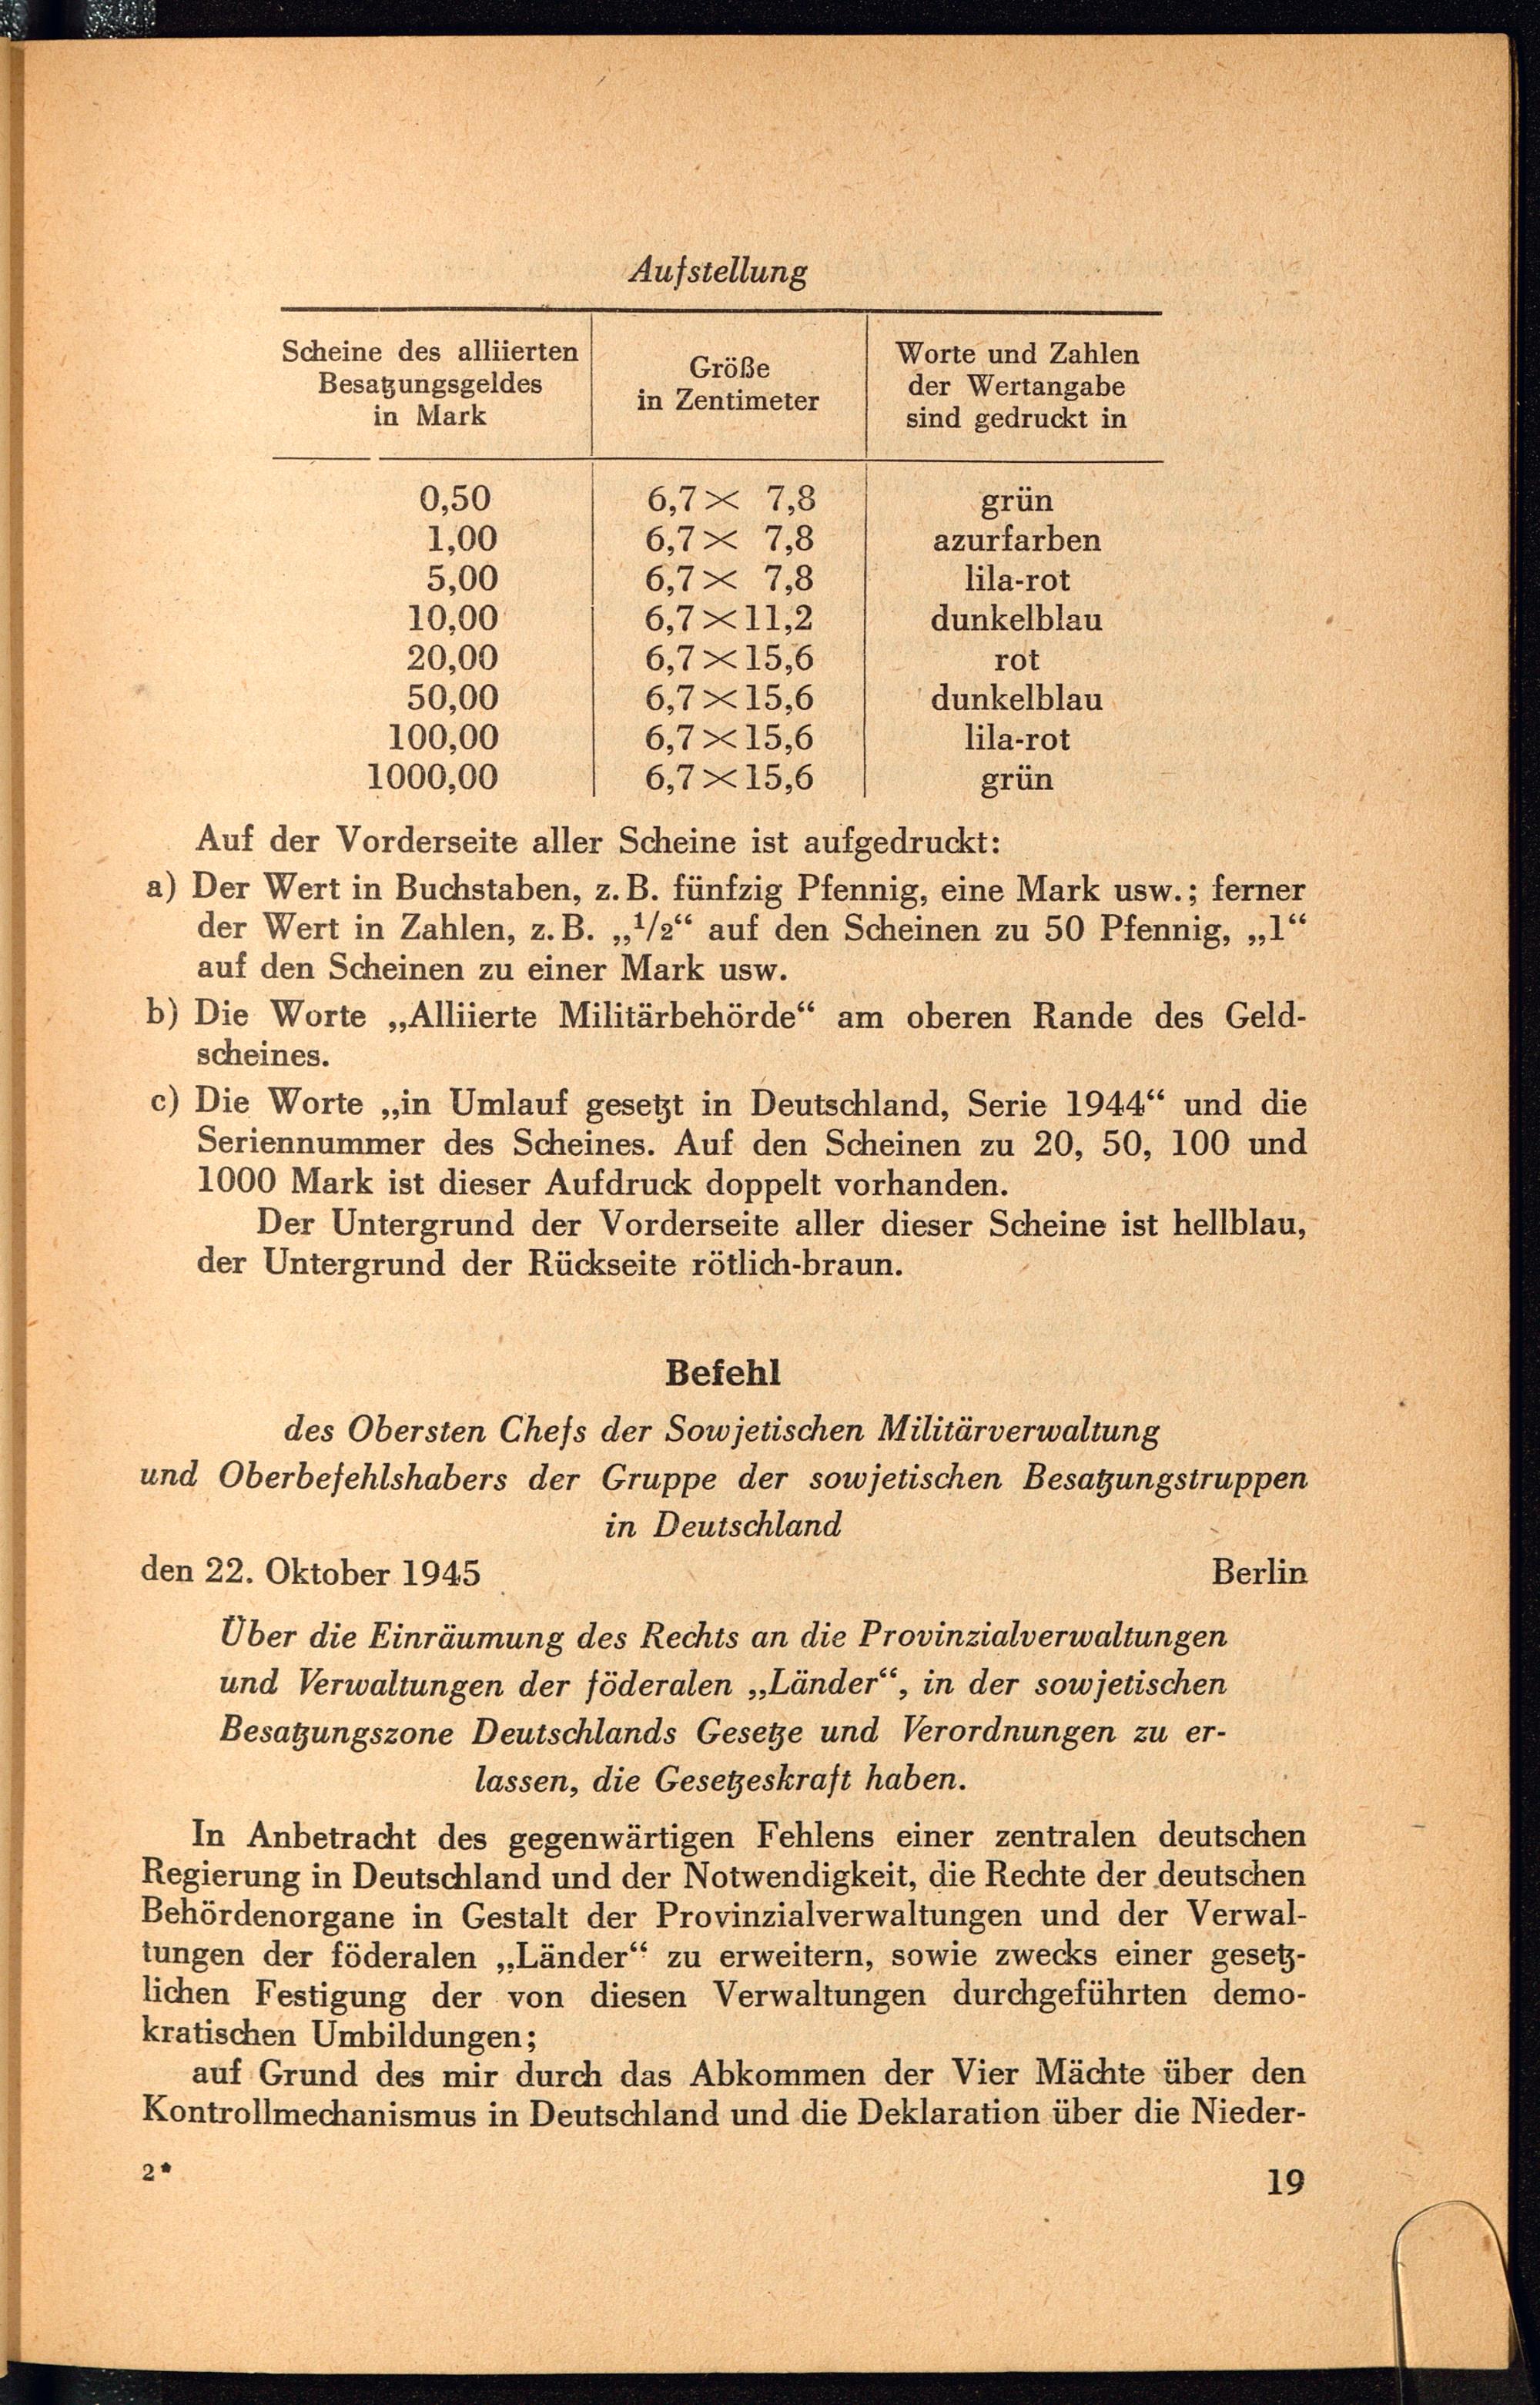 Aufstellung
Scheine des alliierten
Besatzungsgeldes
in Mark
Größe
in Zentimeter
Worte und Zahlen
der Wertangabe
sind gedruckt in
0,50 6,7 × 7,8 grün
1,00 6,7 × 7,8 azurfarben
5,00 6,7 × 7,8 lila-rot
10,00 6,7 × 11,2 dunkelblau
20,00 6,7 × 15,6 rot
50,00 6,7 × 15,6 dunkelblau
100,00 6,7 × 15,6 lila-rot
1000,00 6,7 × 15,6 grün
Auf der Vorderseite aller Scheine ist aufgedruckt:
a) Der Wert in Buchstaben, z. B. fünfzig Pfennig, eine Mark usw.; ferner
der Wert in Zahlen, z. B. „1/2“ auf den Scheinen zu 50 Pfennig, „1“
auf den Scheinen zu einer Mark usw.
b) Die Worte „Alliierte Militärbehörde“ am oberen Rande des Geld-
scheines.
c) Die Worte „in Umlauf gesetzt in Deutschland, Serie 1944“ und die
Seriennummer des Scheines. Auf den Scheinen zu 20, 50, 100 und
1000 Mark ist dieser Aufdruck doppelt vorhanden.
Der Untergrund der Vorderseite aller dieser Scheine ist hellblau,
der Untergrund der Rückseite rötlich-braun.
Befehl
des Obersten Chefs der Sowjetischen Militärverwaltung
und Oberbefehlshabers der Gruppe der sowjetischen Besatzungstruppen
in Deutschland
den 22. Oktober 1945 Berlin
Über die Einräumung des Rechts an die Provinzialverwaltungen
und Verwaltungen der föderalen „Länder“, in der sowjetischen
Besatzungszone Deutschlands Gesetze und Verordnungen zu er-
lassen, die Gesetzeskraft haben.
In Anbetracht des gegenwärtigen Fehlens einer zentralen deutschen
Regierung in Deutschland und der Notwendigkeit, die Rechte der deutschen
Behördenorgane in Gestalt der Provinzialverwaltungen und der Verwal-
tungen der föderalen „Länder“ zu erweitern, sowie zwecks einer gesetz-
lichen Festigung der von diesen Verwaltungen durchgeführten demo-
kratischen Umbildungen;
auf Grund des mir durch das Abkommen der Vier Mächte über den
Kontrollmechanismus in Deutschland und die Deklaration über die Nieder-
2*
19